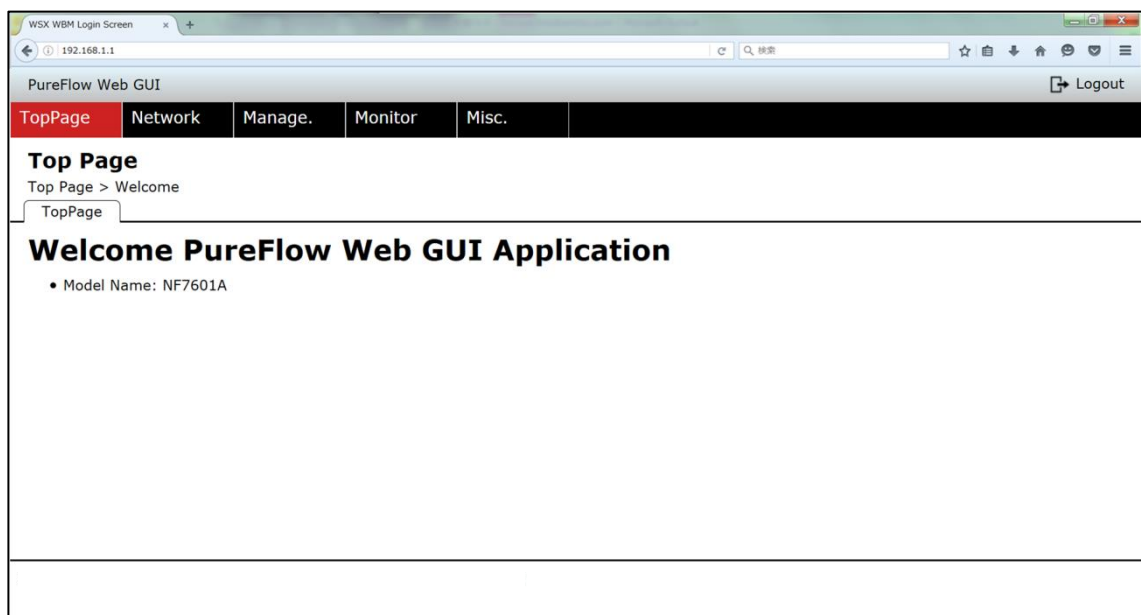 WSX WBM Login Screen
192.168.1.1
検索
PureFlow Web GUI
Logout
TopPage Network Manage. Monitor Misc.
Top Page
Top Page > Welcome
TopPage
Welcome PureFlow Web GUI Application
• Model Name: NF7601A